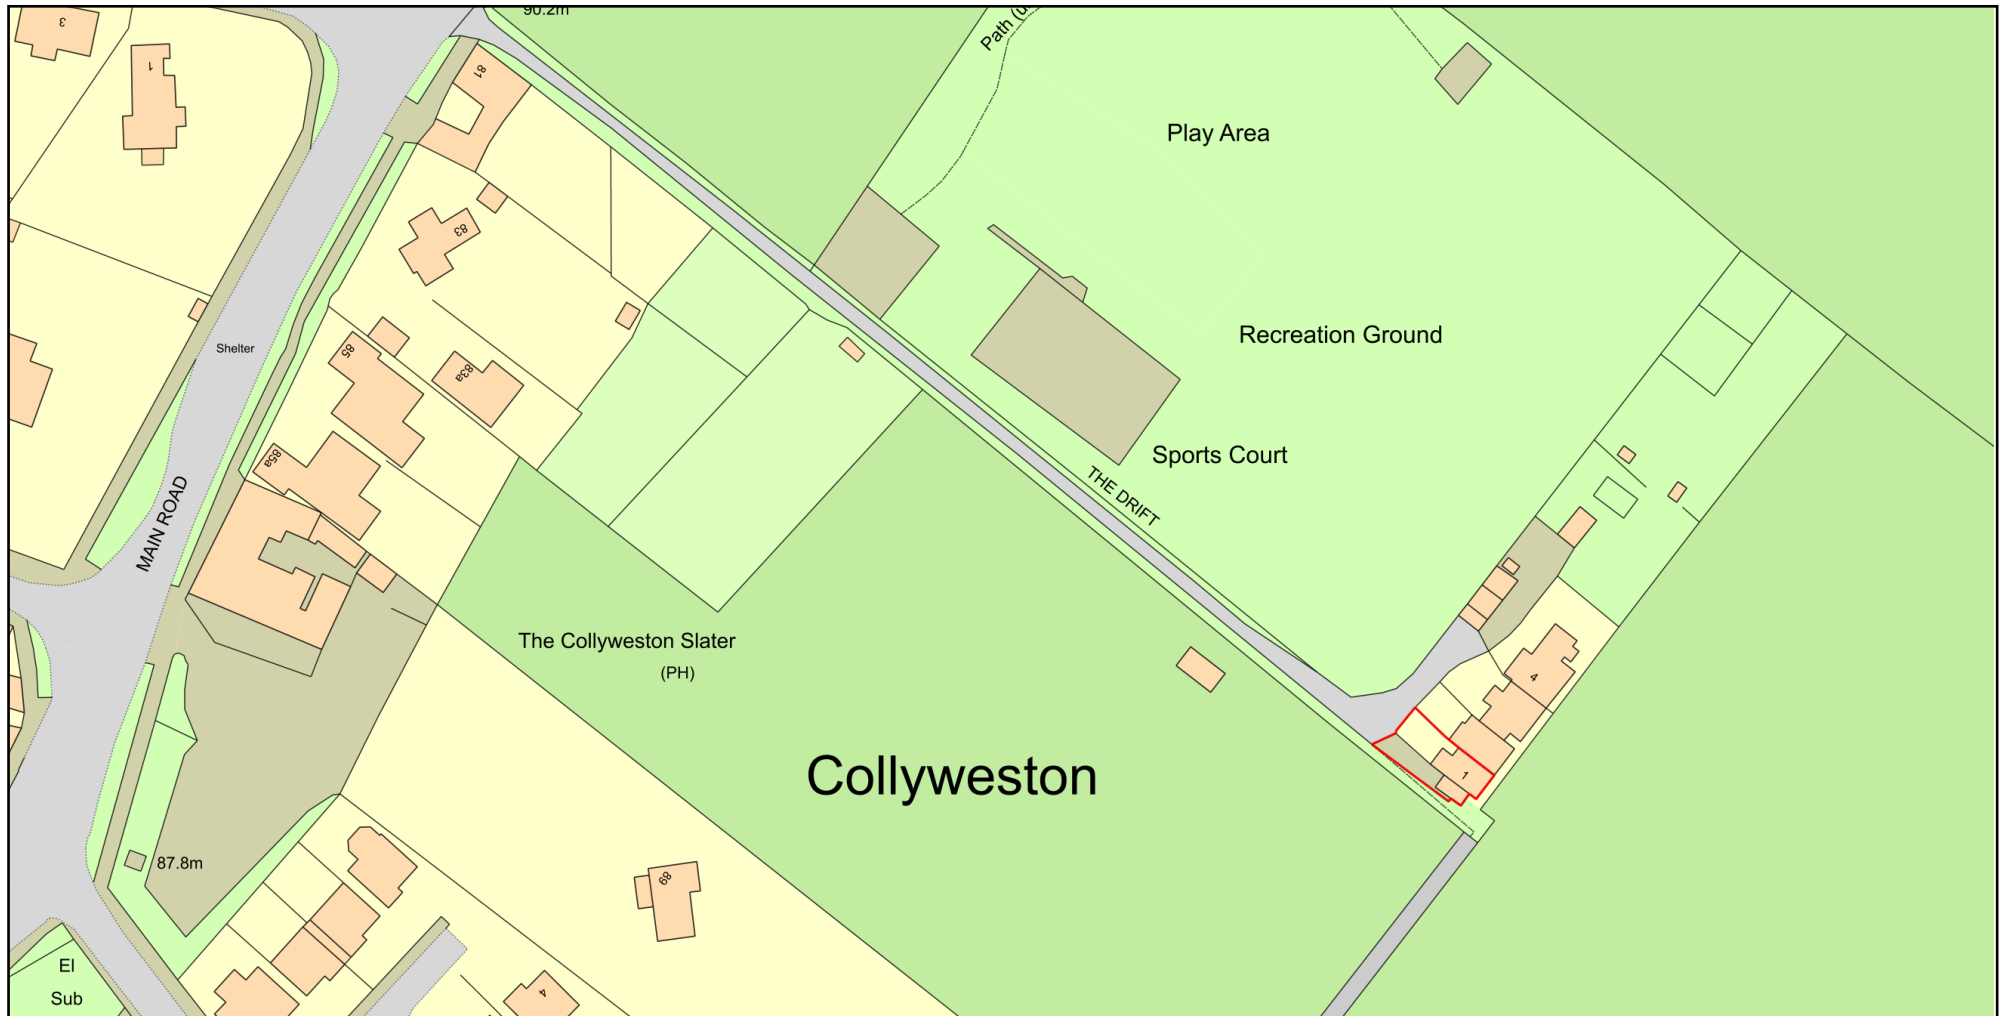 90.2m
3
1
81
Path (u
Play Area
83
Shelter
85
83a
Recreation Ground
85a
Sports Court
THE DRIFT
MAIN ROAD
The Collyweston Slater
(PH)
4
Collyweston
1
87.8m
68
El
Sub
4